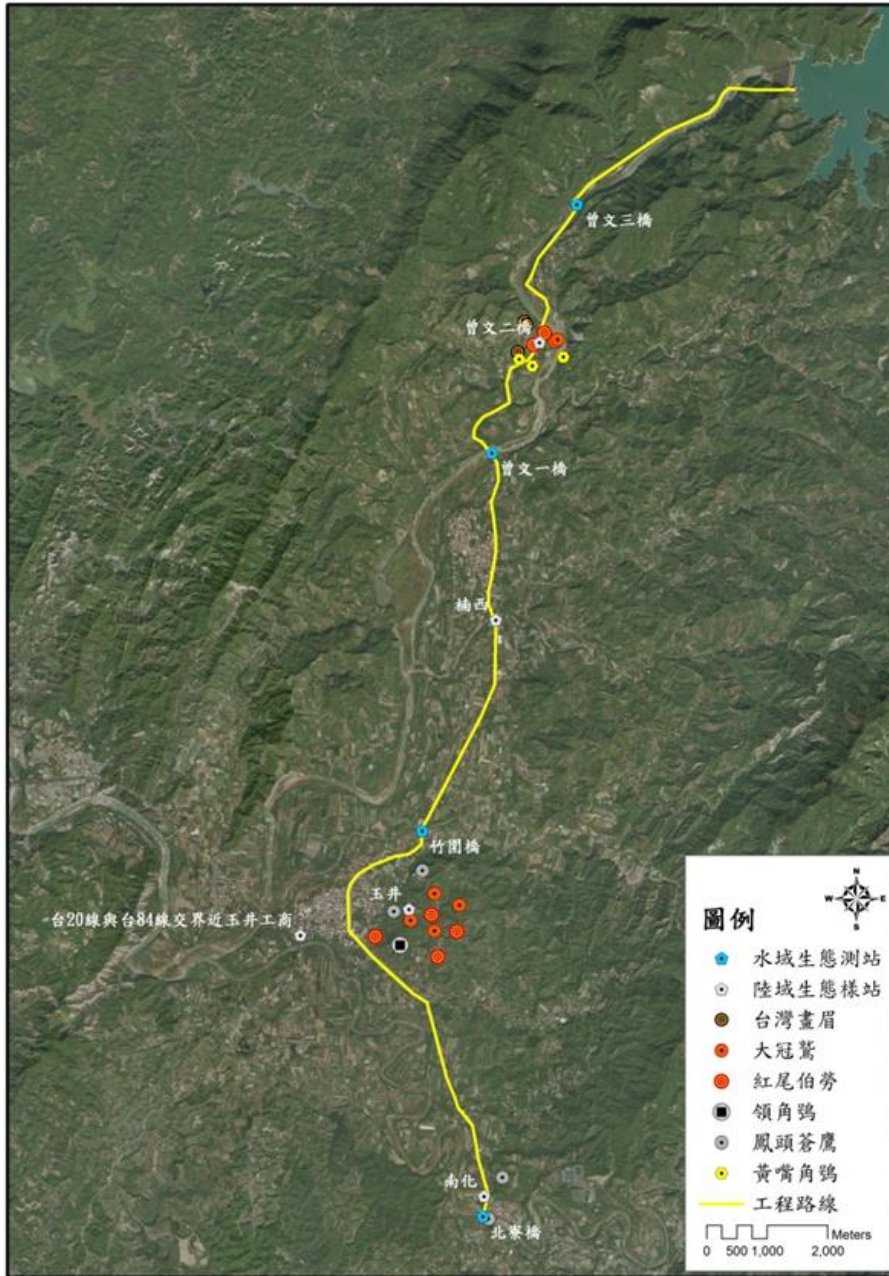 曾文三橋
曾文二橋
曾文一橋
楠西
竹圍橋
玉井
台20線與台84線交界近玉井工商
南化
北寮橋
N
W
E
S
圖例
水域生態測站
陸域生態樣站
台灣畫眉
大冠鷲
紅尾伯勞
領角鴞
鳳頭蒼鷹
黃嘴角鴞
工程路線
Meters
0 500 1,000 2,000